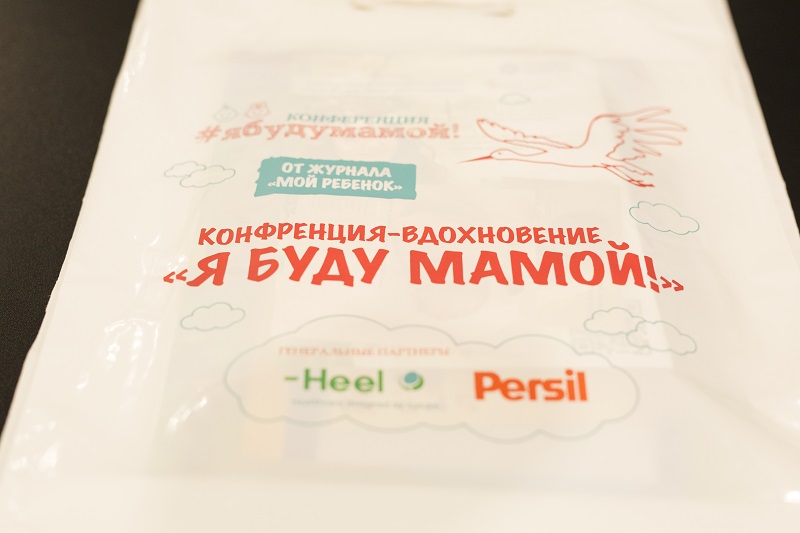 КОНФЕРЕНЦИЯ
#ябудумамой!
ОТ ЖУРНАЛА
«МОЙ РЕБЕНОК»
КОНФРЕНЦИЯ-ВДОХНОВЕНИЕ
«Я БУДУ МАМОЙ!»
ГЕНЕРАЛЬНЫЕ ПАРТНЕРЫ
-Heel
Persil